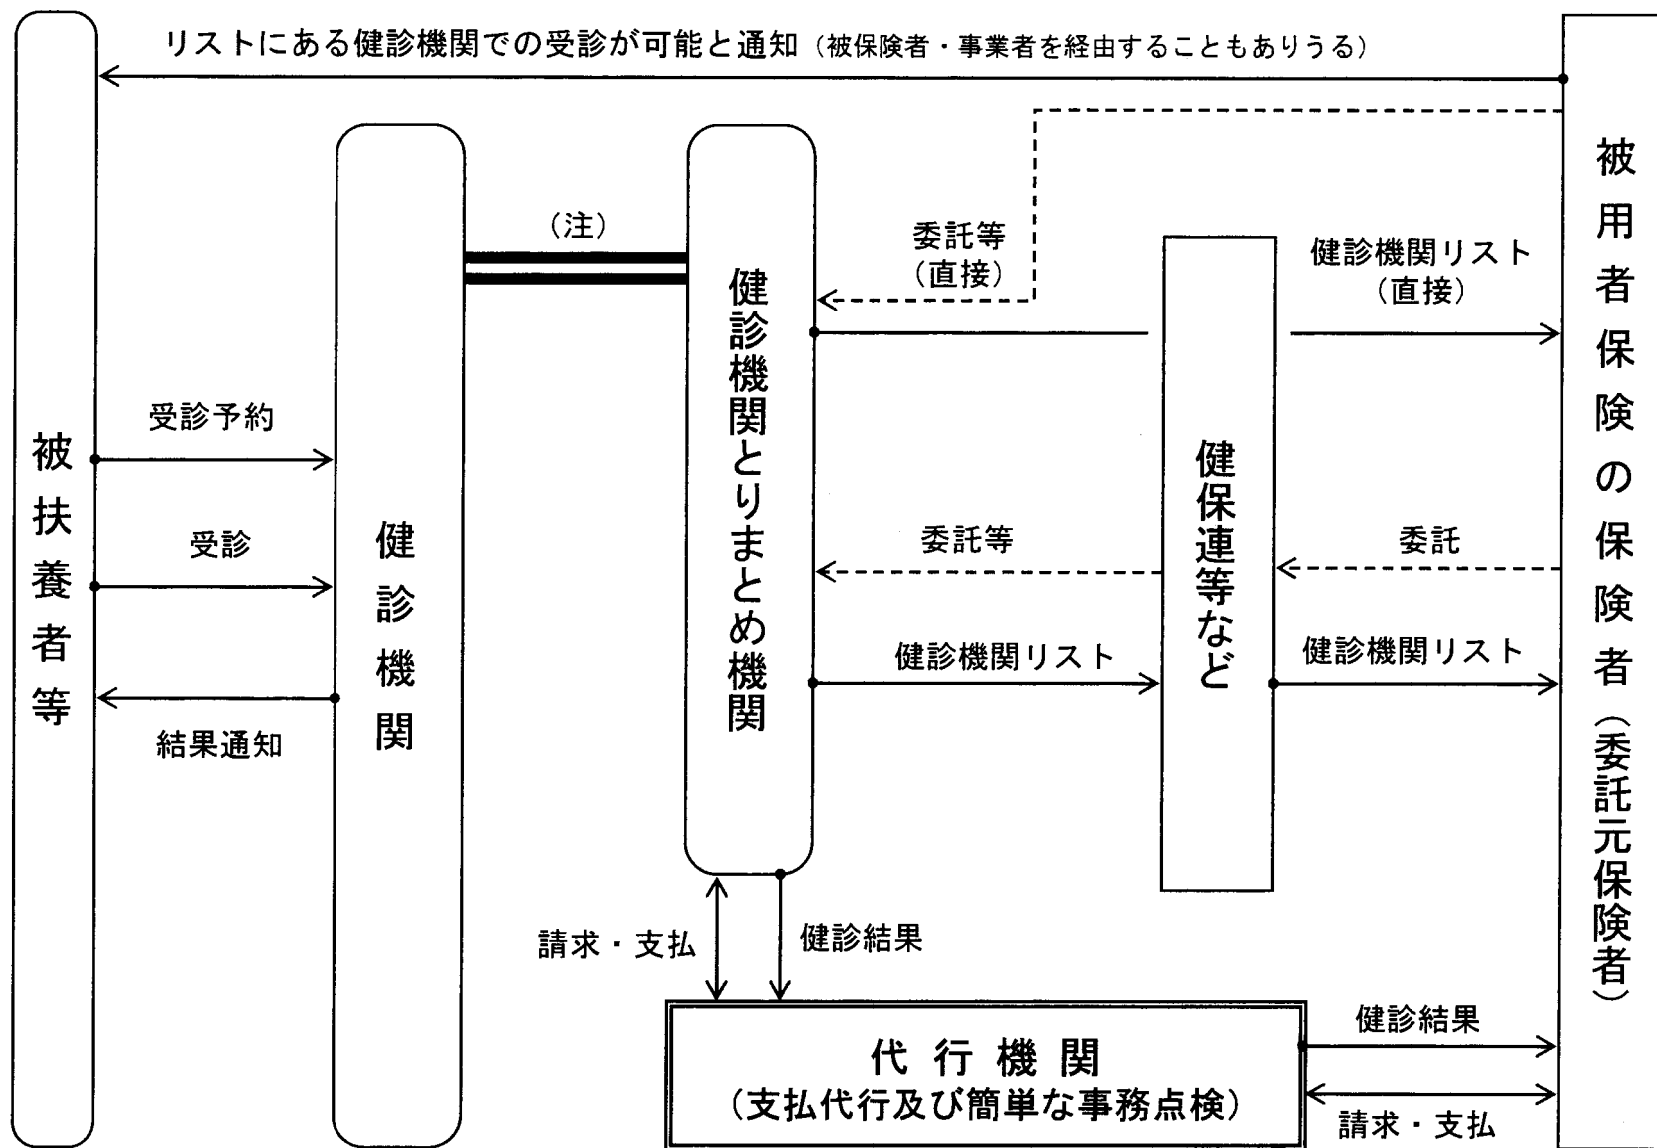 リストにある健診機関での受診が可能と通知（被保険者・事業者を経由することもありうる）
被扶養者等
受診予約
受診
結果通知
健診機関
（注）
健診機関とりまとめ機関
委託等
（直接）
委託等
健診機関リスト
健保連等など
健診機関リスト
（直接）
委託
健診機関リスト
被用者保険の保険者（委託元保険者）
請求・支払
健診結果
代行機関
（支払代行及び簡単な事務点検）
健診結果
請求・支払